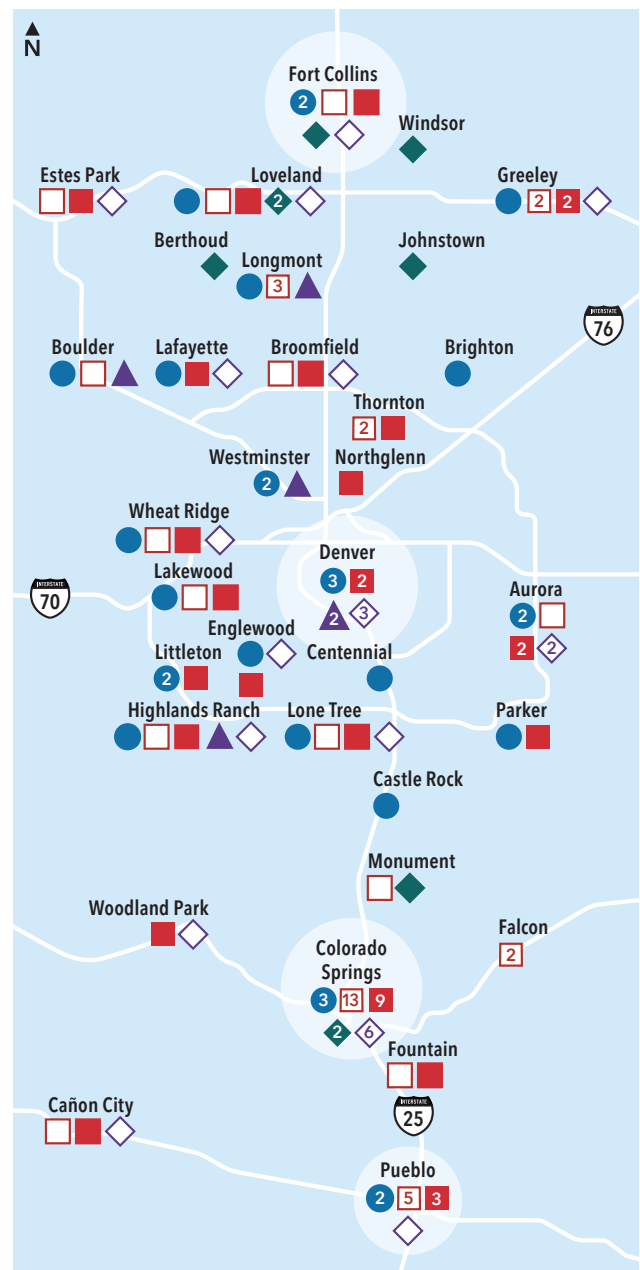 N
Fort Collins
2
Windsor
Estes Park
Loveland
2
Greeley
2 2
Berthoud
Johnstown
Longmont
3
INTERSTATE
76
Boulder
Lafayette
Broomfield
Brighton
Thornton
2
Westminster
2
Northglenn
Wheat Ridge
Denver
3 2
2 3
Lakewood
INTERSTATE
70
Aurora
2
2 2
Englewood
Littleton
2
Centennial
Highlands Ranch
Lone Tree
Parker
Castle Rock
Monument
Woodland Park
Falcon
2
Colorado
Springs
3 13 9
2 6
Fountain
Cañon City
INTERSTATE
25
Pueblo
2 5 3